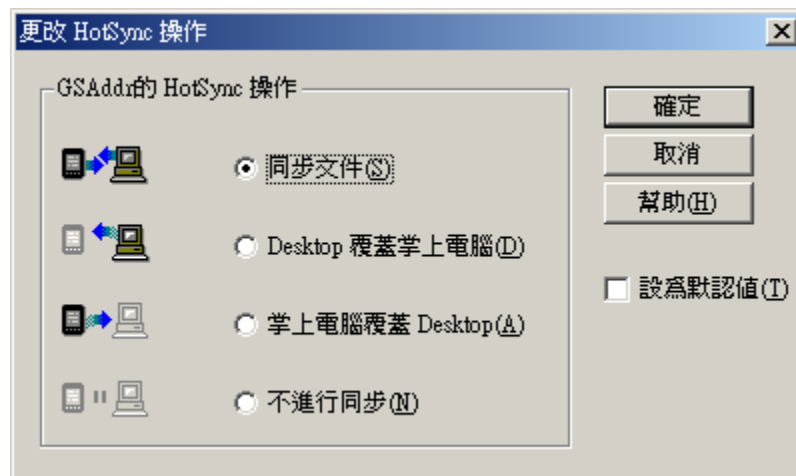 更改 HotSync 操作
GSAddr的 HotSync 操作
同步文件(S)
Desktop 覆蓋掌上電腦(D)
掌上電腦覆蓋 Desktop(A)
不進行同步(N)
確定
取消
幫助(H)
設爲默認值(T)